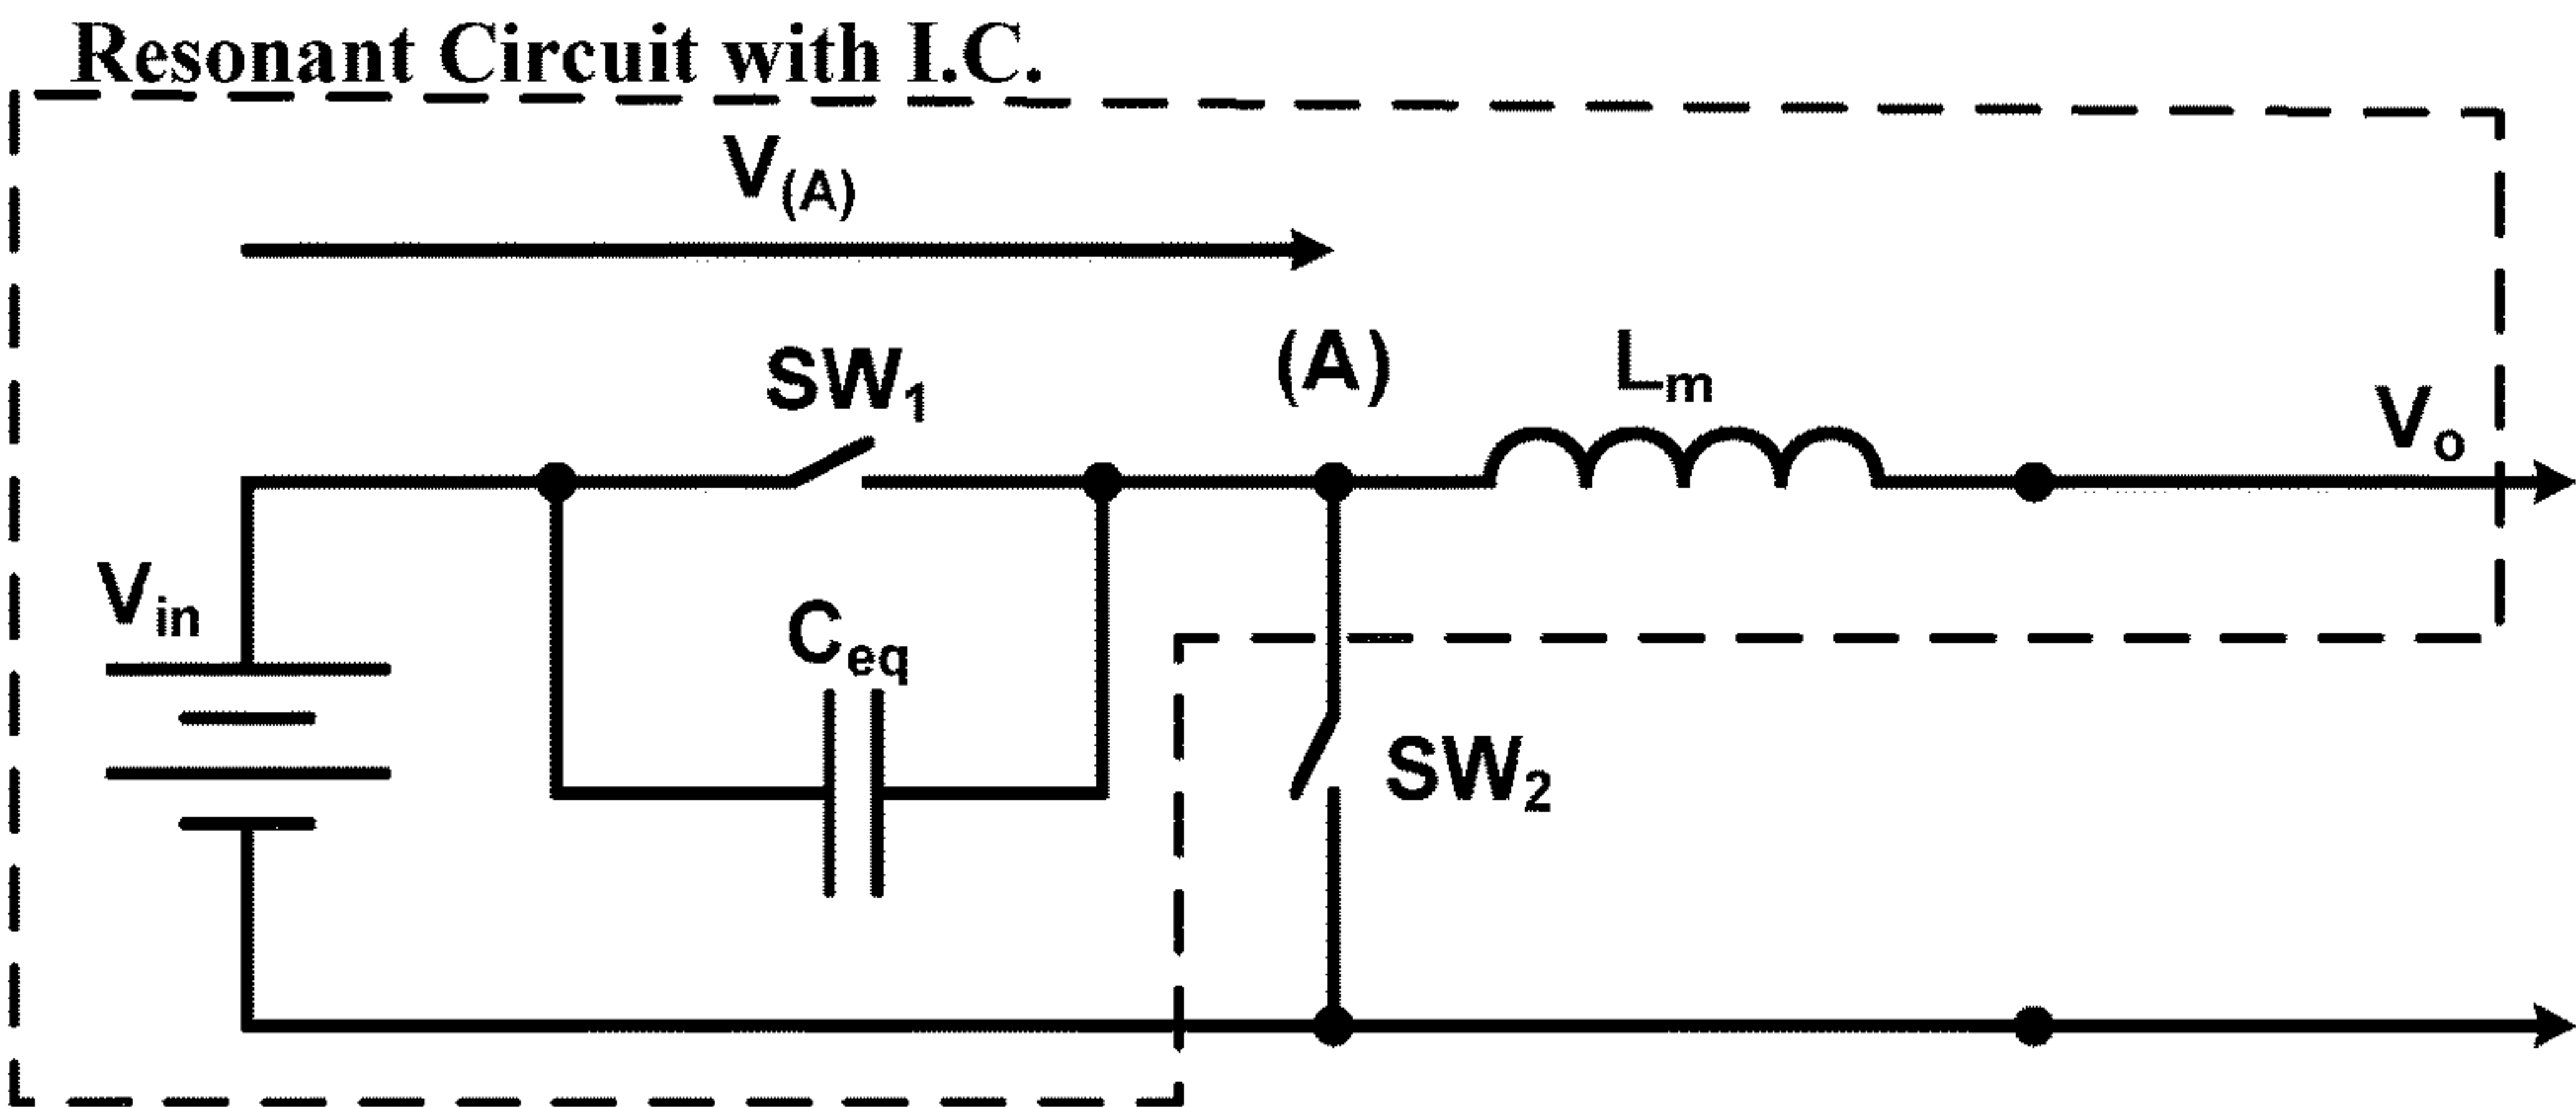 Resonant Circuit with I.C.
V(A)
(A)
SW1
Lm
Vo
Vin
Ceq
SW2